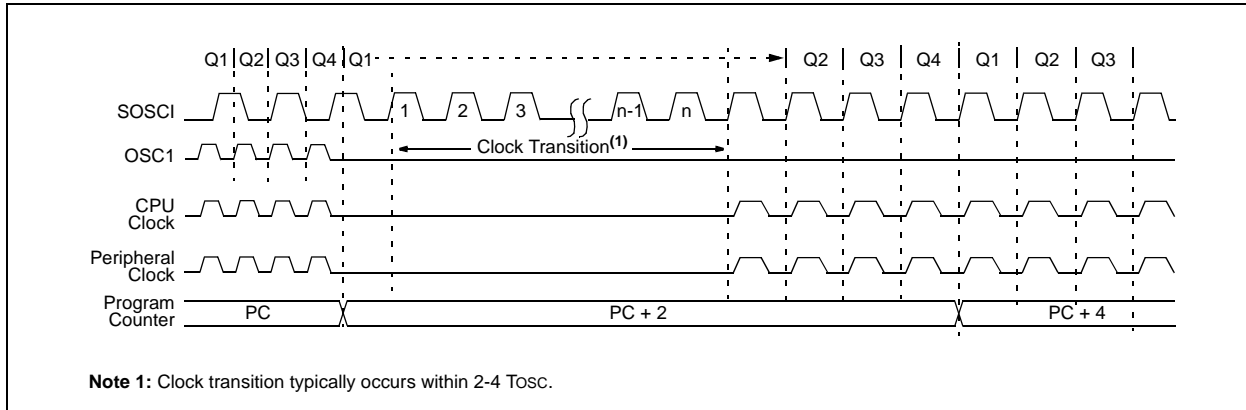 Q1 Q2 Q3 Q4 Q1 Q2 Q3 Q4 Q1 Q2 Q3
SOSCI 1 2 3 n-1 n
Clock Transition(1)
OSC1
CPU
Clock
Peripheral
Clock
Program
Counter
PC PC + 2 PC + 4
Note 1: Clock transition typically occurs within 2-4 TOSC.